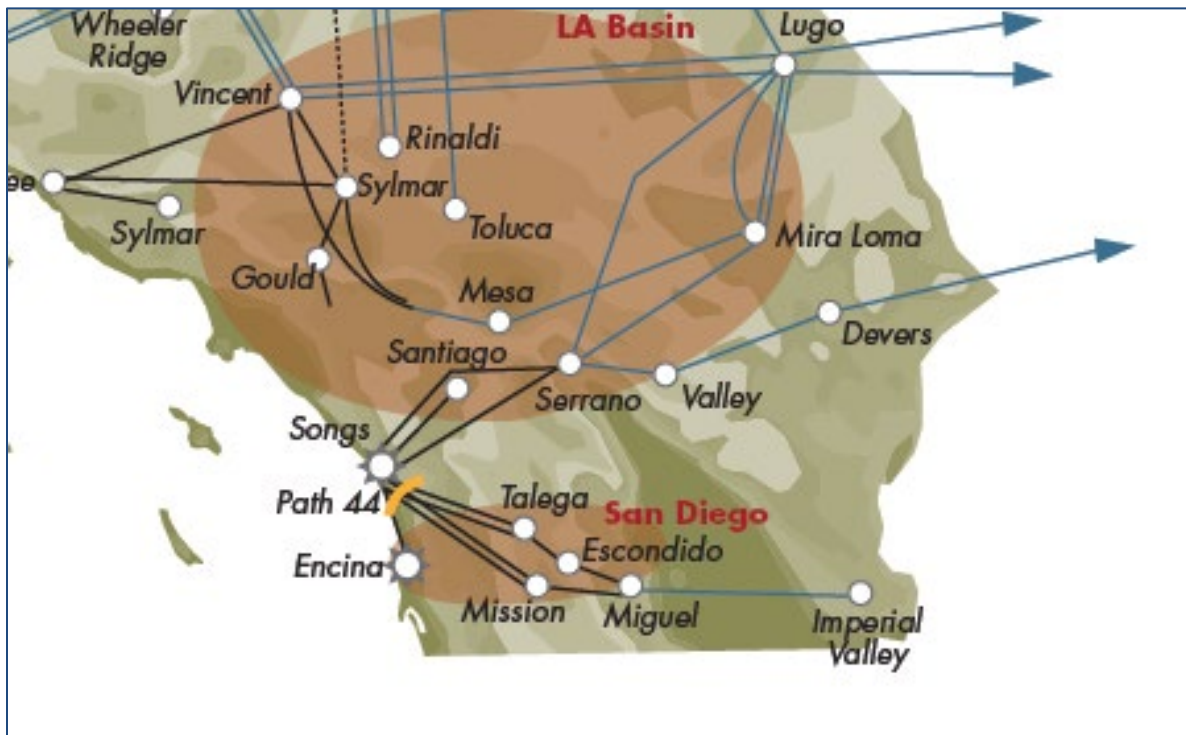 Wheeler
Ridge
LA Basin
Lugo
Vincent
Rinaldi
ee
Sylmar
Sylmar
Toluca
Mira Loma
Gould
Mesa
Devers
Santiago
Serrano
Valley
Songs
Path 44
Talega
San Diego
Escondido
Encina
Mission
Miguel
Imperial
Valley